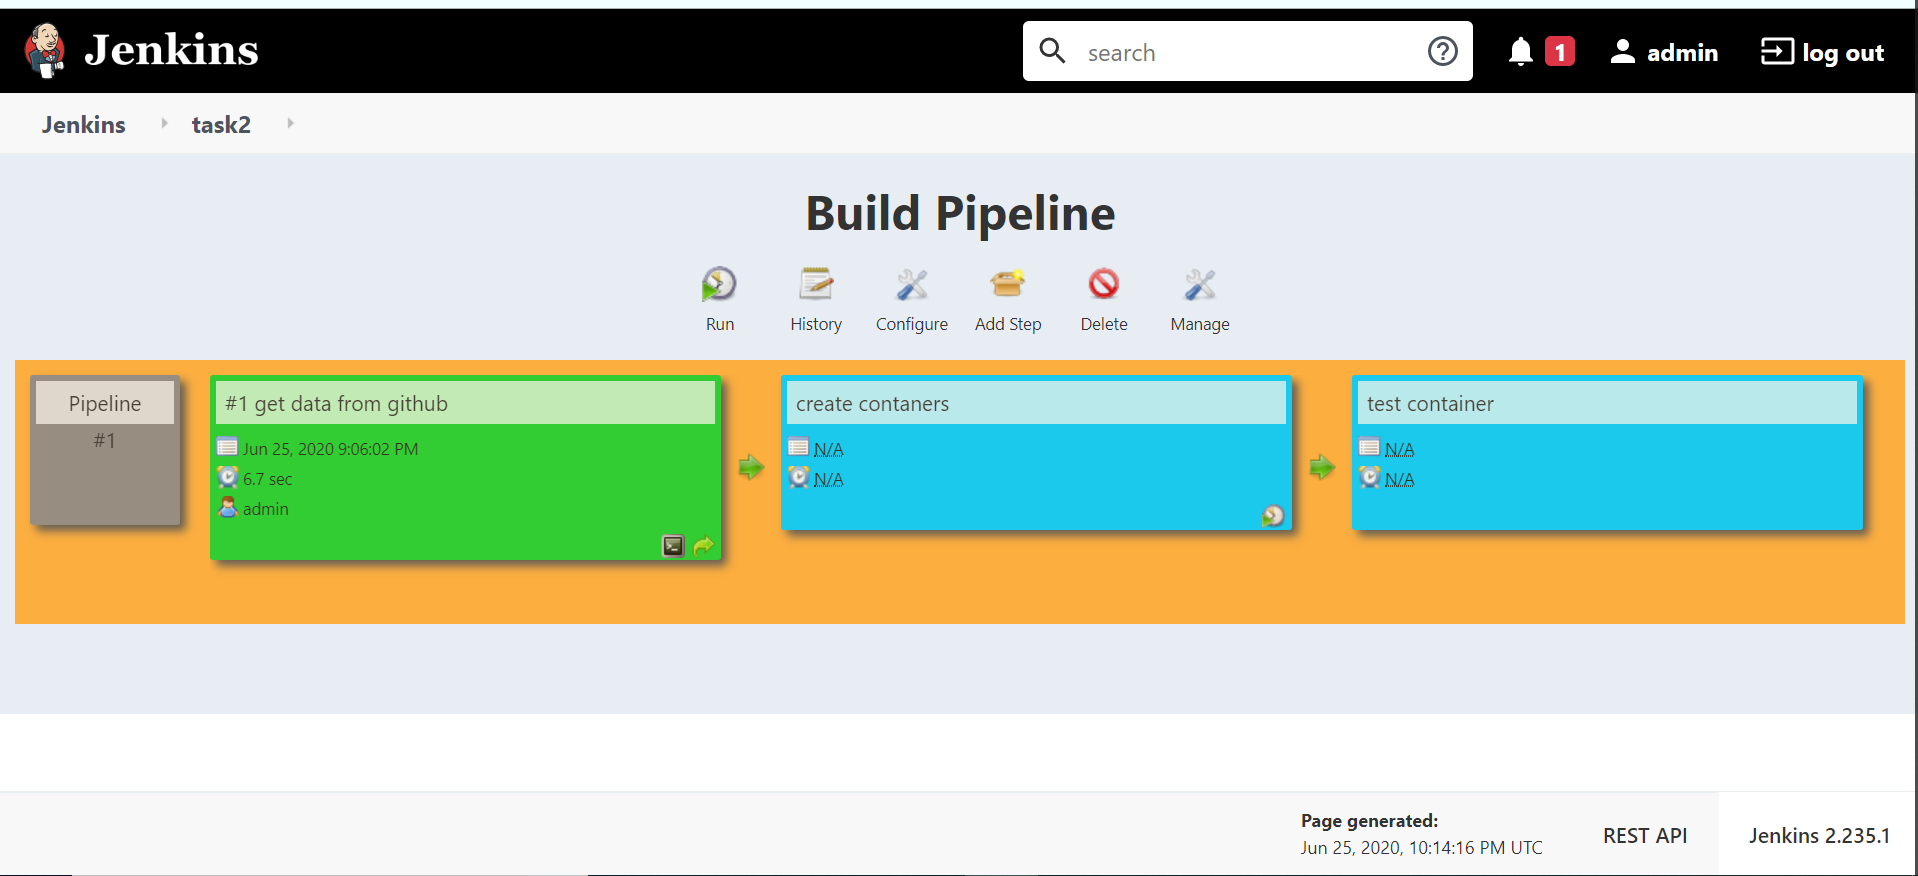 Jenkins
search
1
admin
log out
Jenkins
task2
Build Pipeline
Run
History
Configure
Add Step
Delete
Manage
Pipeline
#1
#1 get data from github
Jun 25, 2020 9:06:02 PM
6.7 sec
admin
create contaners
N/A
N/A
test container
N/A
N/A
Page generated:
Jun 25, 2020, 10:14:16 PM UTC
REST API
Jenkins 2.235.1